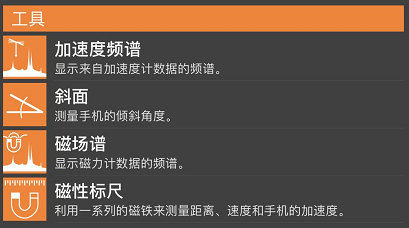 工具
加速度频谱
显示来自加速度计数据的频谱。
斜面
测量手机的倾斜角度。
磁场谱
显示磁力计数据的频谱。
磁性标尺
利用一系列的磁铁来测量距离、速度和手机的加速度。